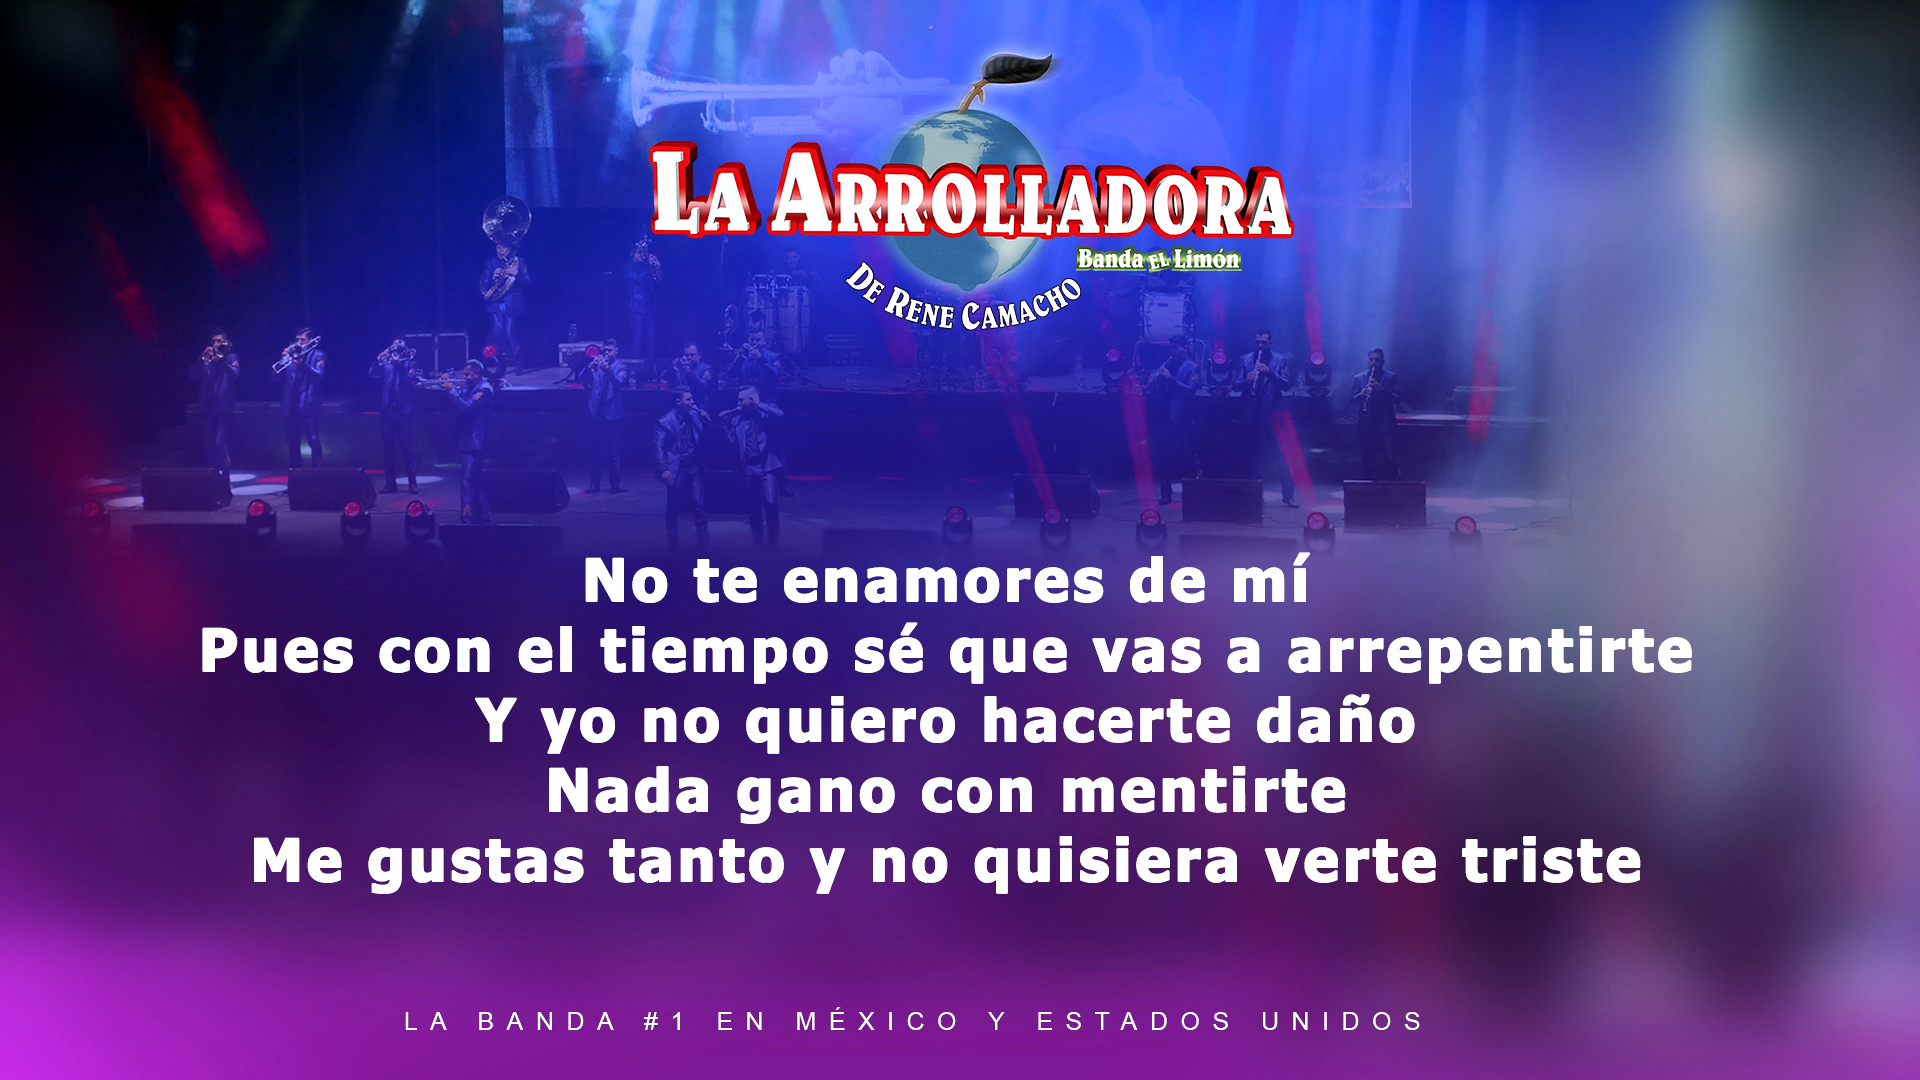 LA ARROLLADORA
Banda EL Limón
DE RENE CAMACHO
No te enamores de mí
Pues con el tiempo sé que vas a arrepentirte
Y yo no quiero hacerte daño
Nada gano con mentirte
Me gustas tanto y no quisiera verte triste
LA BANDA #1 EN MÉXICO Y ESTADOS UNIDOS